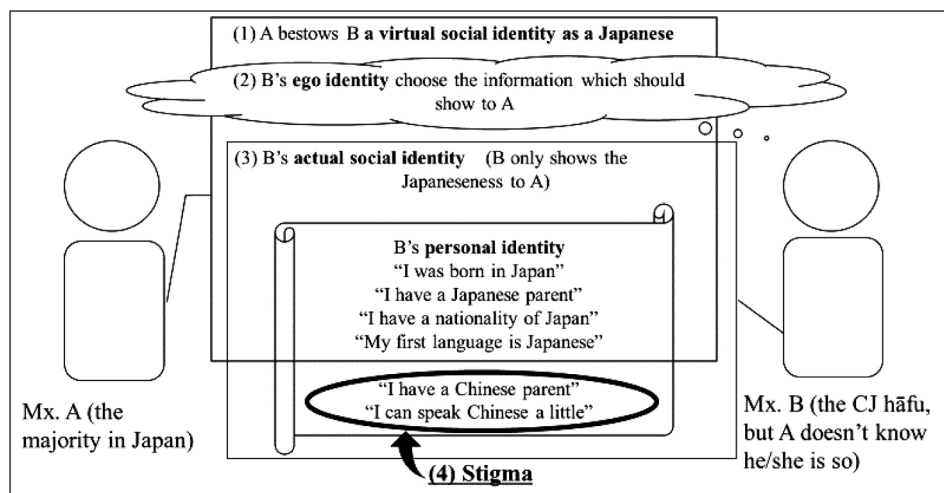 (1) A bestows B a virtual social identity as a Japanese
(2) B's ego identity choose the information which should
show to A
(3) B's actual social identity (B only shows the
Japaneseness to A)
B's personal identity
“I was born in Japan”
“I have a Japanese parent”
“I have a nationality of Japan”
“My first language is Japanese”
“I have a Chinese parent”
“I can speak Chinese a little”
(4) Stigma
Mx. A (the
majority in Japan)
Mx. B (the CJ hāfu,
but A doesn't know
he/she is so)